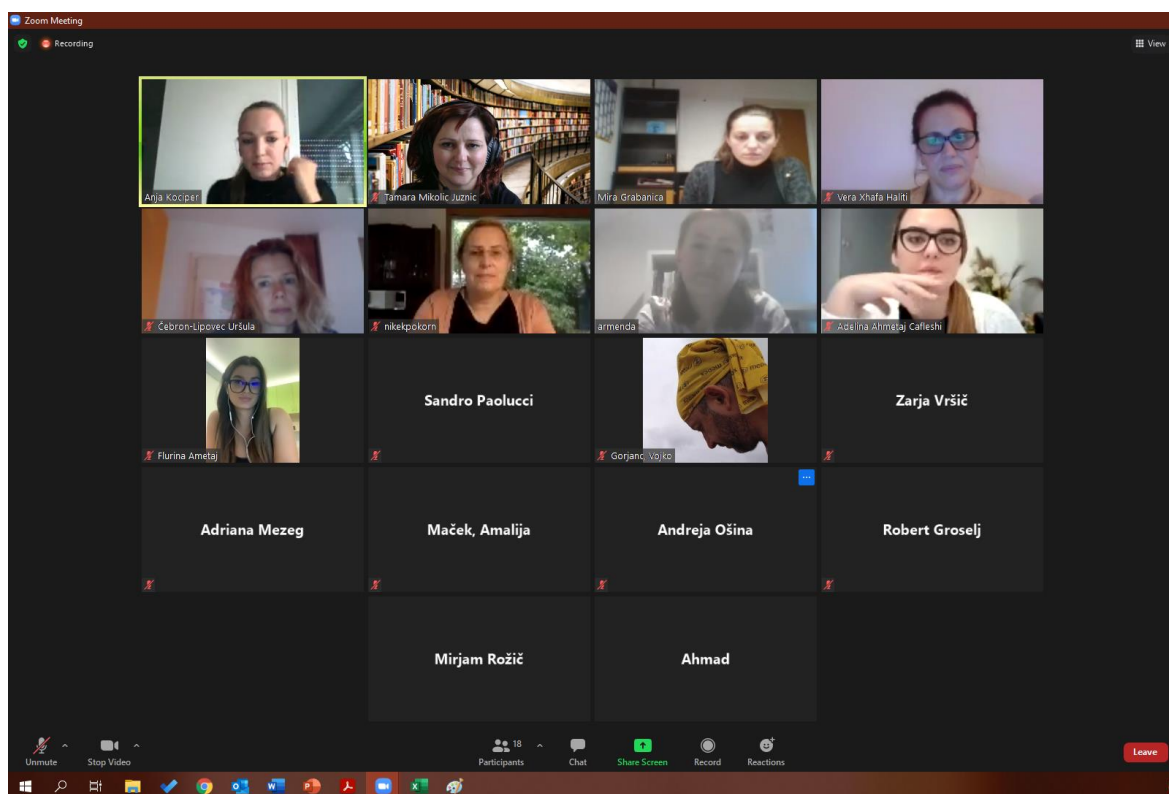 Zoom Meeting
Recording
View
Anja Kociper
Tamara Mikolic Juznic
Mira Grabanica
Vera Xhafa Haliti
Čebron-Lipovec Uršula
nikekpokorn
armenda
Adelina Ahmetaj Cafleshi
Flurina Ametaj
Sandro Paolucci
Gorjanc, Vojko
Zarja Vršič
Adriana Mezeg
Maček, Amalija
Andreja Ošina
Robert Groselj
Mirjam Rožič
Ahmad
Unmute
Stop Video
18
Participants
Chat
Share Screen
Record
Reactions
Leave